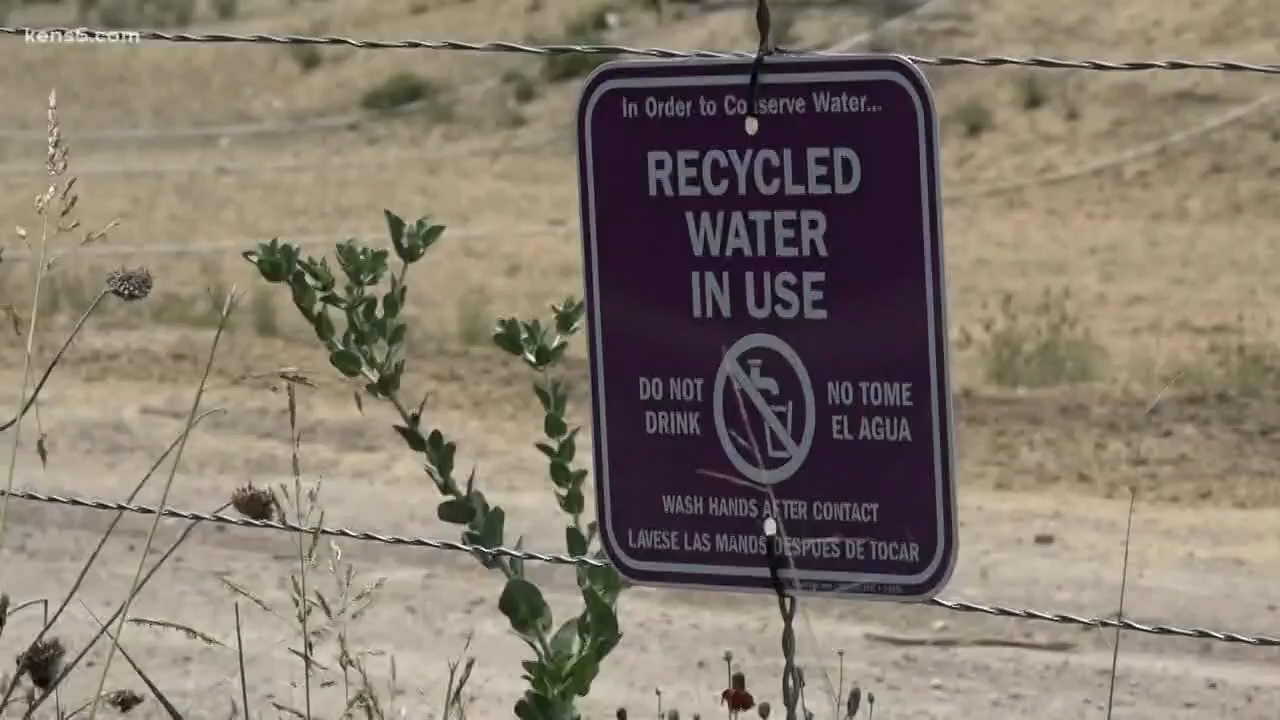 kens5.com
In Order to Conserve Water...
RECYCLED
WATER
IN USE
DO NOT
DRINK
NO TOME
EL AGUA
WASH HANDS AFTER CONTACT
LAVESE LAS MANOS DESPUES DE TOCAR